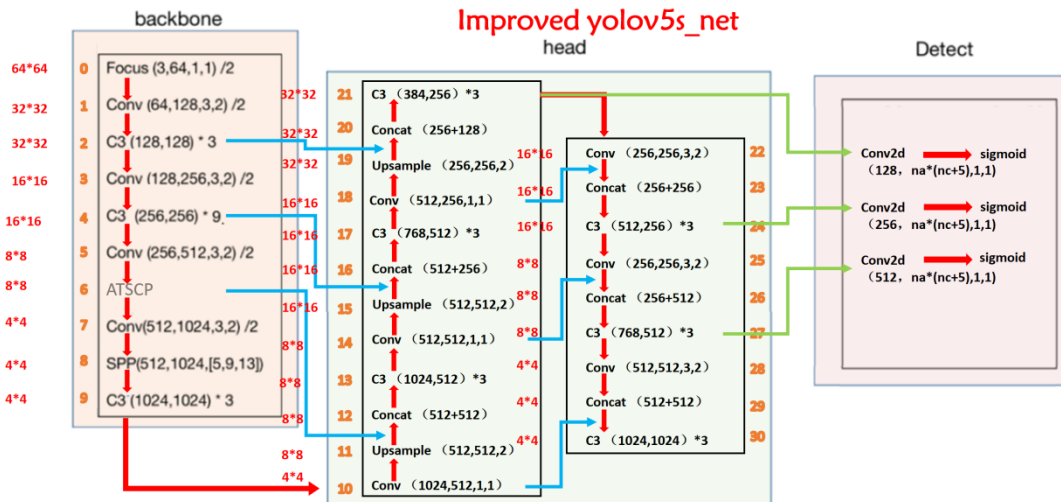 Improved yolov5s_net
backbone
64*64 0 Focus (3,64,1,1) /2
32*32 1 Conv (64,128,3,2) /2
32*32 2 C3 (128,128) * 3
16*16 3 Conv (128,256,3,2) /2
16*16 4 C3 (256,256) * 9
8*8 5 Conv (256,512,3,2) /2
8*8 6 ATSCP
4*4 7 Conv(512,1024,3,2) /2
4*4 8 SPP(512,1024,[5,9,13])
4*4 9 C3 (1024,1024) * 3
head
32*32 21 C3 （384,256）*3
32*32 20 Concat （256+128）
32*32 19 Upsample （256,256,2）
16*16 18 Conv （512,256,1,1）
16*16 17 C3 （768,512）*3
16*16 16 Concat （512+256）
16*16 15 Upsample （512,512,2）
8*8 14 Conv （512,512,1,1）
8*8 13 C3 （1024,512）*3
8*8 12 Concat （512+512）
8*8 11 Upsample （512,512,2）
4*4 10 Conv （1024,512,1,1）
16*16 Conv （256,256,3,2） 22
16*16 Concat （256+256） 23
16*16 C3 （512,256）*3 24
8*8 Conv （256,256,3,2） 25
8*8 Concat （256+512） 26
8*8 C3 （768,512）*3 27
4*4 Conv （512,512,3,2） 28
4*4 Concat （512+512） 29
4*4 C3 （1024,1024）*3 30
Detect
Conv2d sigmoid
（128，na*(nc+5),1,1）
Conv2d sigmoid
（256，na*(nc+5),1,1）
Conv2d sigmoid
（512，na*(nc+5),1,1）